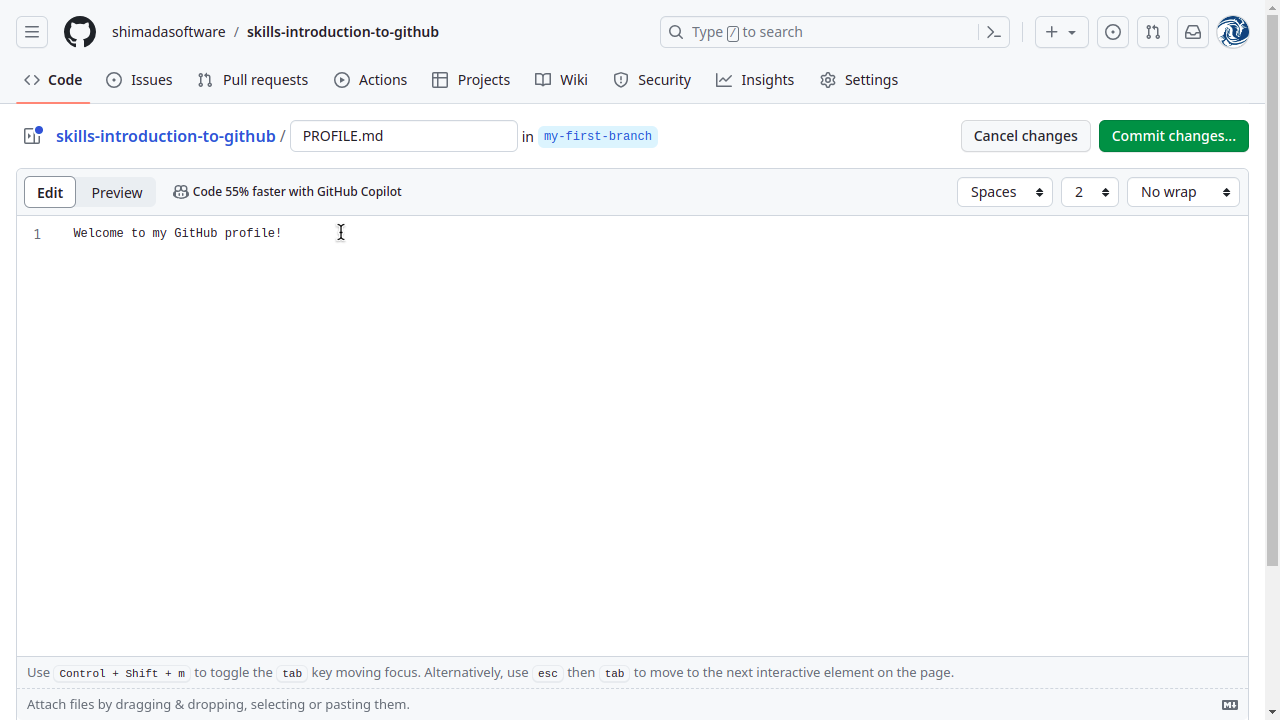 shimadasoftware / skills-introduction-to-github
Type / to search
Code Issues Pull requests Actions Projects Wiki Security Insights Settings
skills-introduction-to-github / PROFILE.md in my-first-branch Cancel changes Commit changes...
Edit Preview Code 55% faster with GitHub Copilot Spaces 2 No wrap
1 Welcome to my GitHub profile!
Use Control + Shift + m to toggle the tab key moving focus. Alternatively, use esc then tab to move to the next interactive element on the page.
Attach files by dragging & dropping, selecting or pasting them.